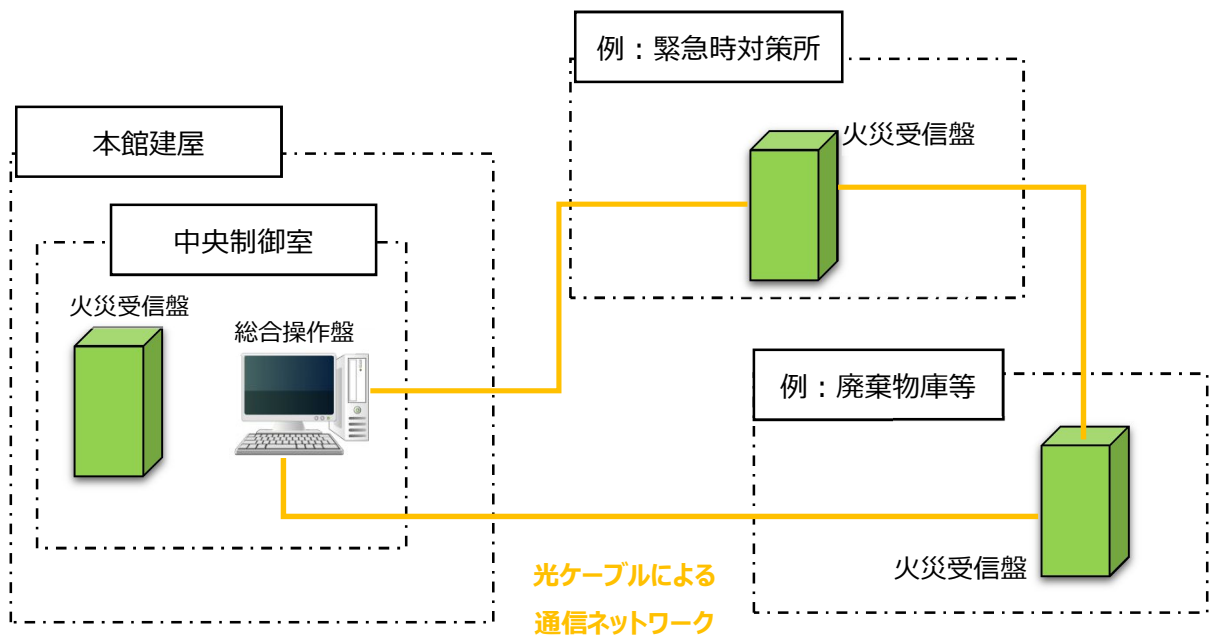 例：緊急時対策所
火災受信盤
本館建屋
中央制御室
火災受信盤
総合操作盤
例：廃棄物庫等
火災受信盤
光ケーブルによる
通信ネットワーク